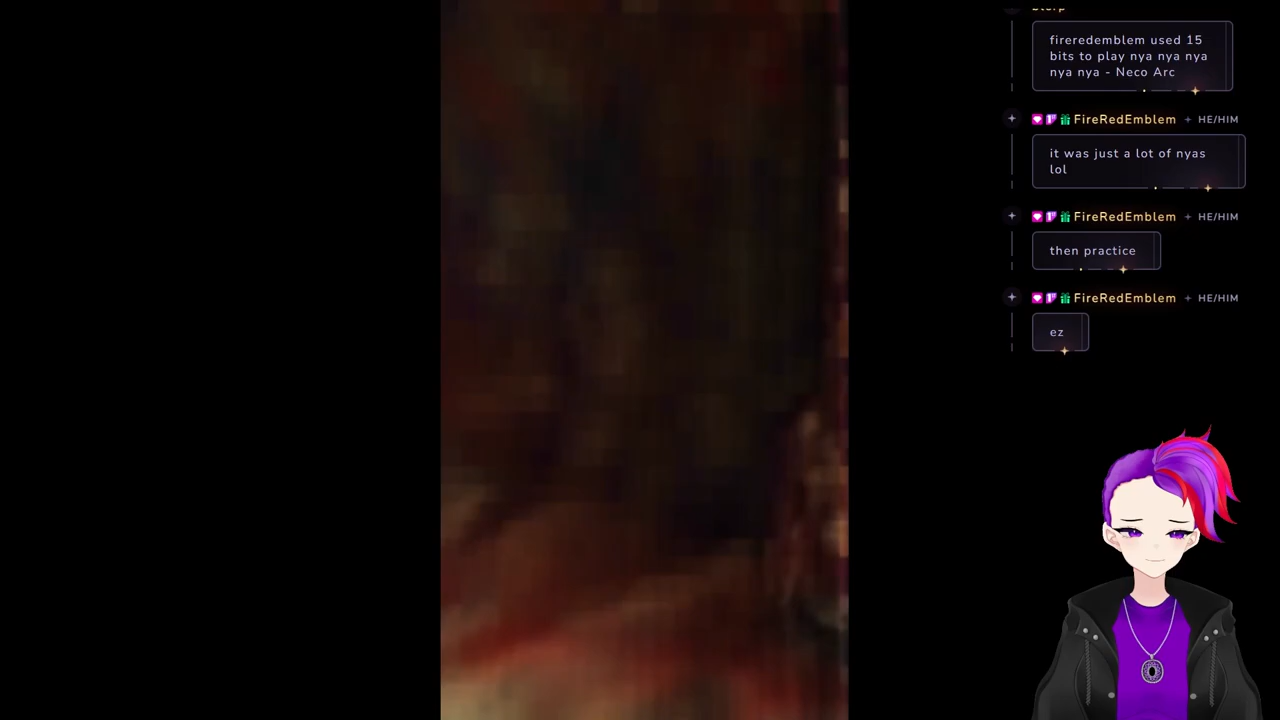 fireredemblem used 15
bits to play nya nya nya
nya nya - Neco Arc
FireRedEmblem HE/HIM
it was just a lot of nyas
lol
FireRedEmblem HE/HIM
then practice
FireRedEmblem HE/HIM
ez